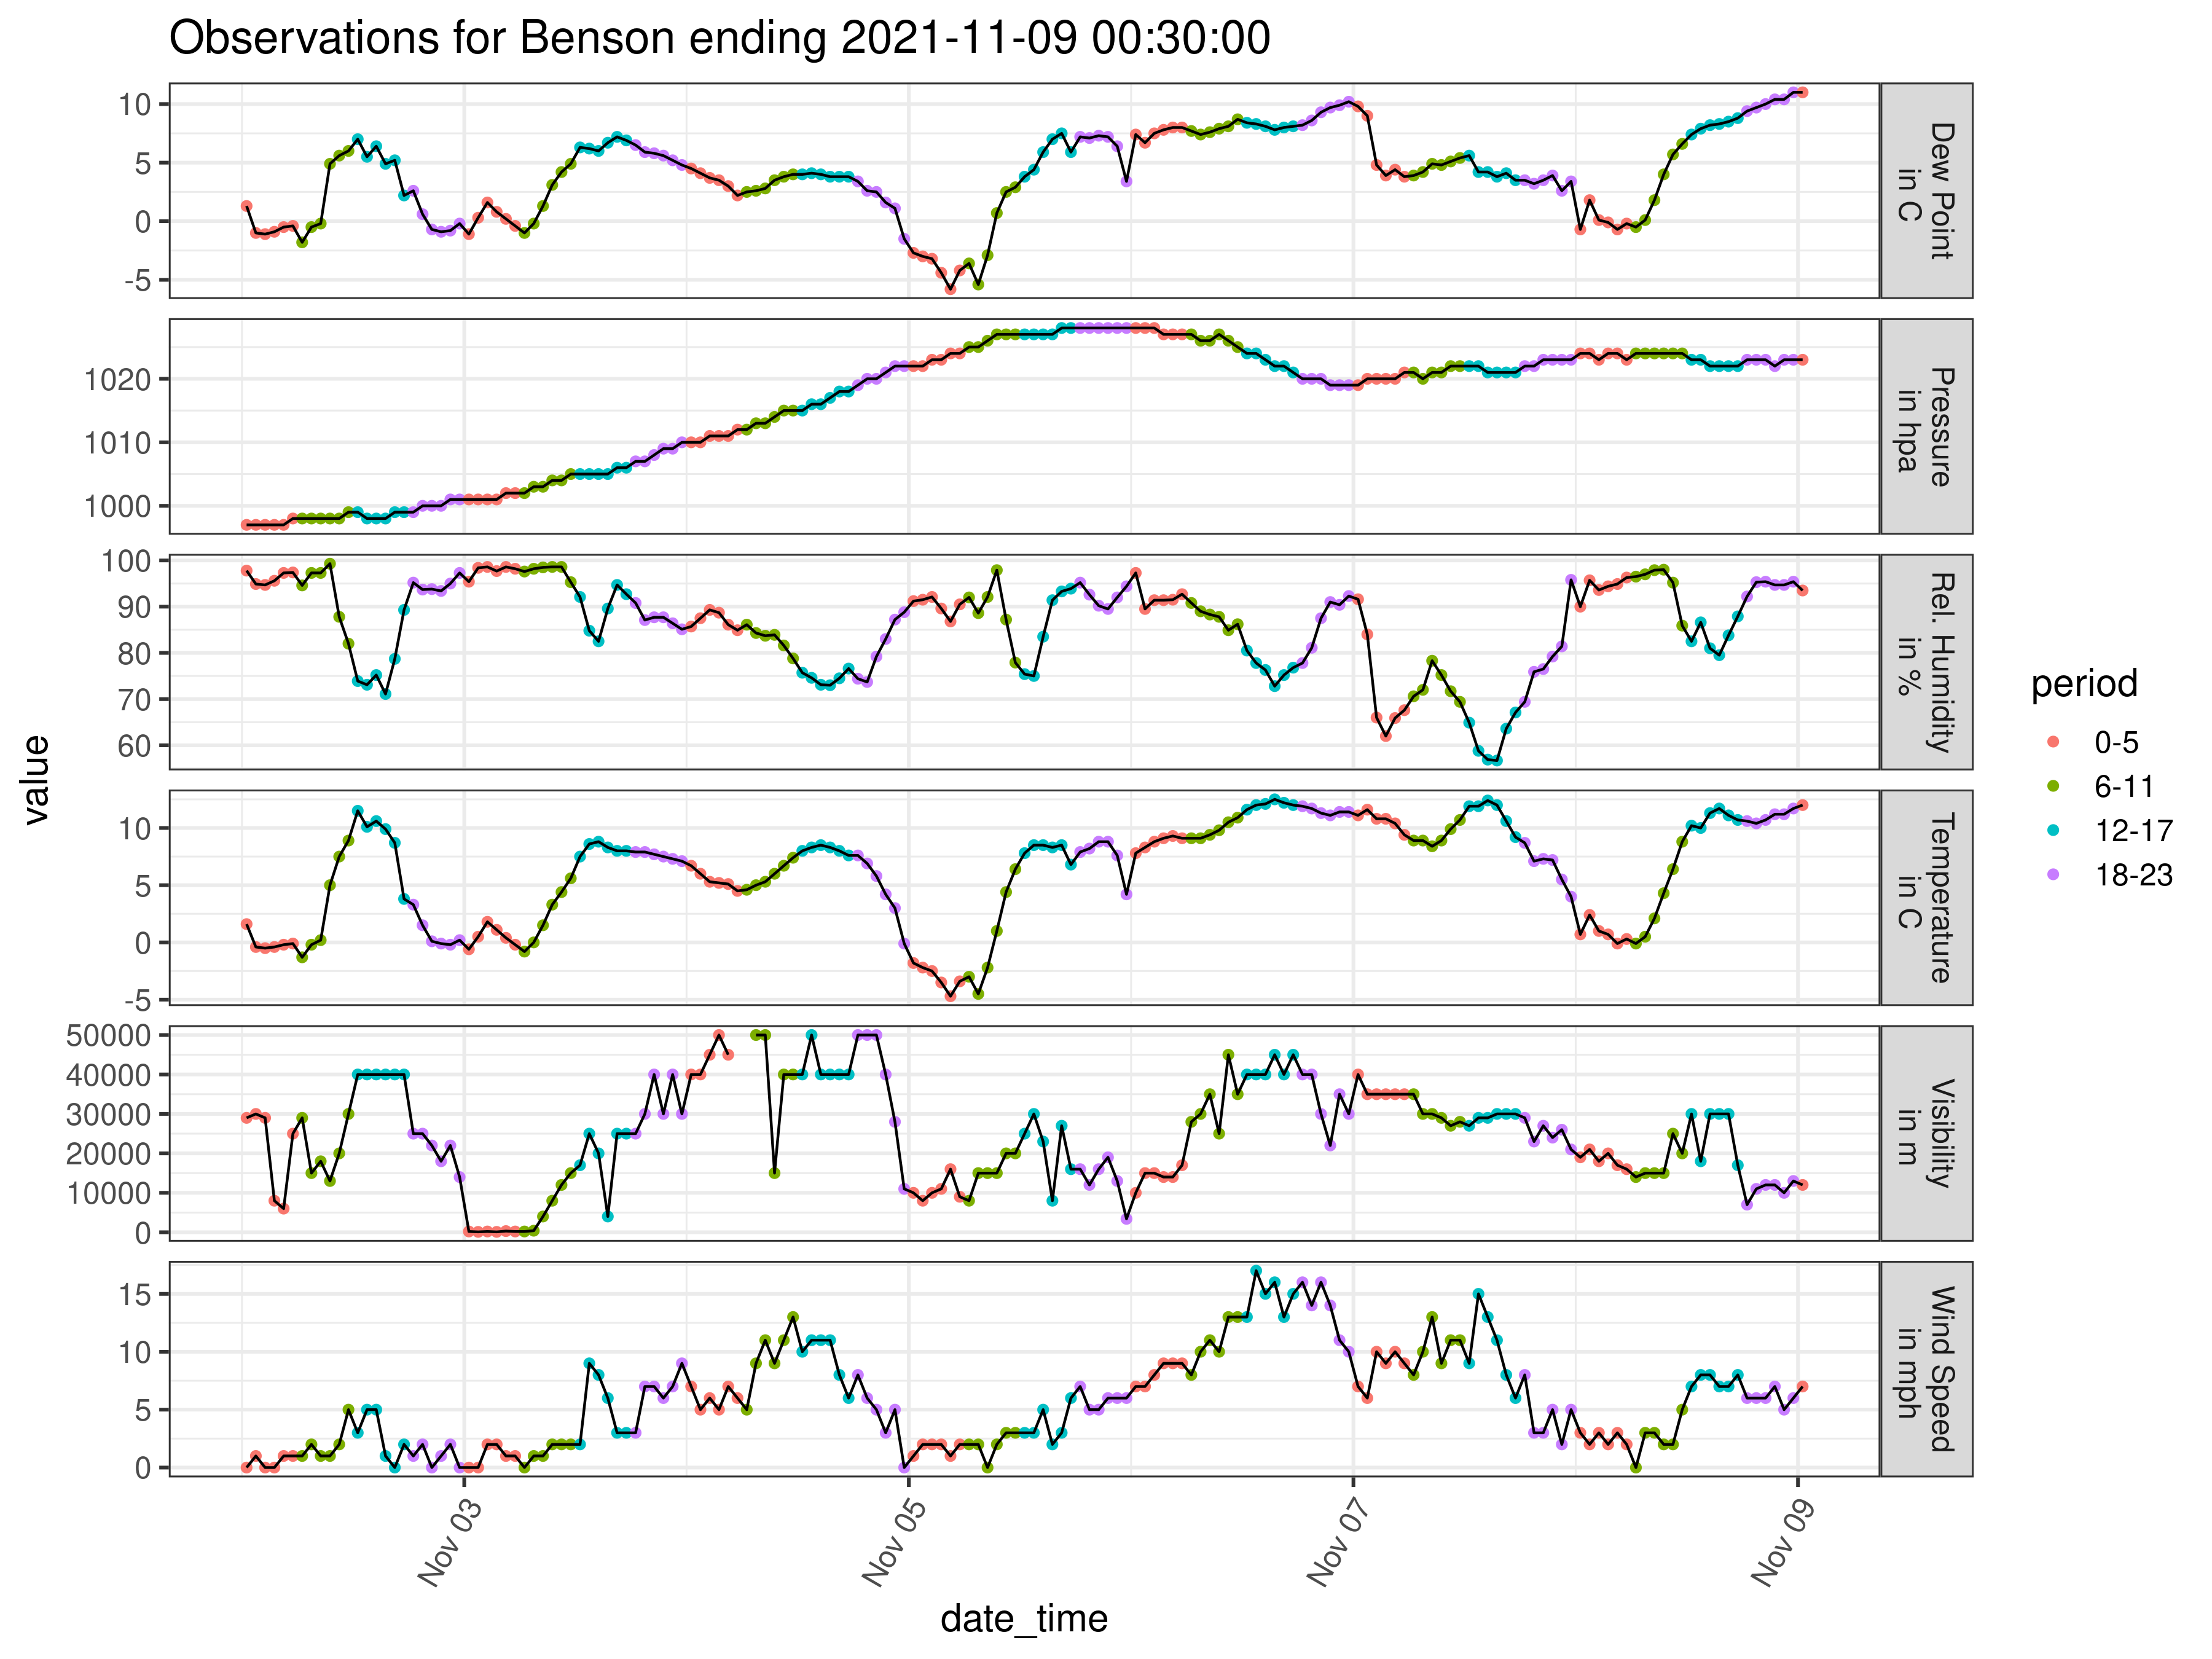 Observations for Benson ending 2021-11-09 00:30:00
value
10
5
0
-5
Dew Point
in C
1020
1010
1000
Pressure
in hpa
100
90
80
70
60
Rel. Humidity
in %
10
5
0
-5
Temperature
in C
50000
40000
30000
20000
10000
0
Visibility
in m
15
10
5
0
Wind Speed
in mph
Nov 03
Nov 05
Nov 07
Nov 09
date_time
period
0-5
6-11
12-17
18-23